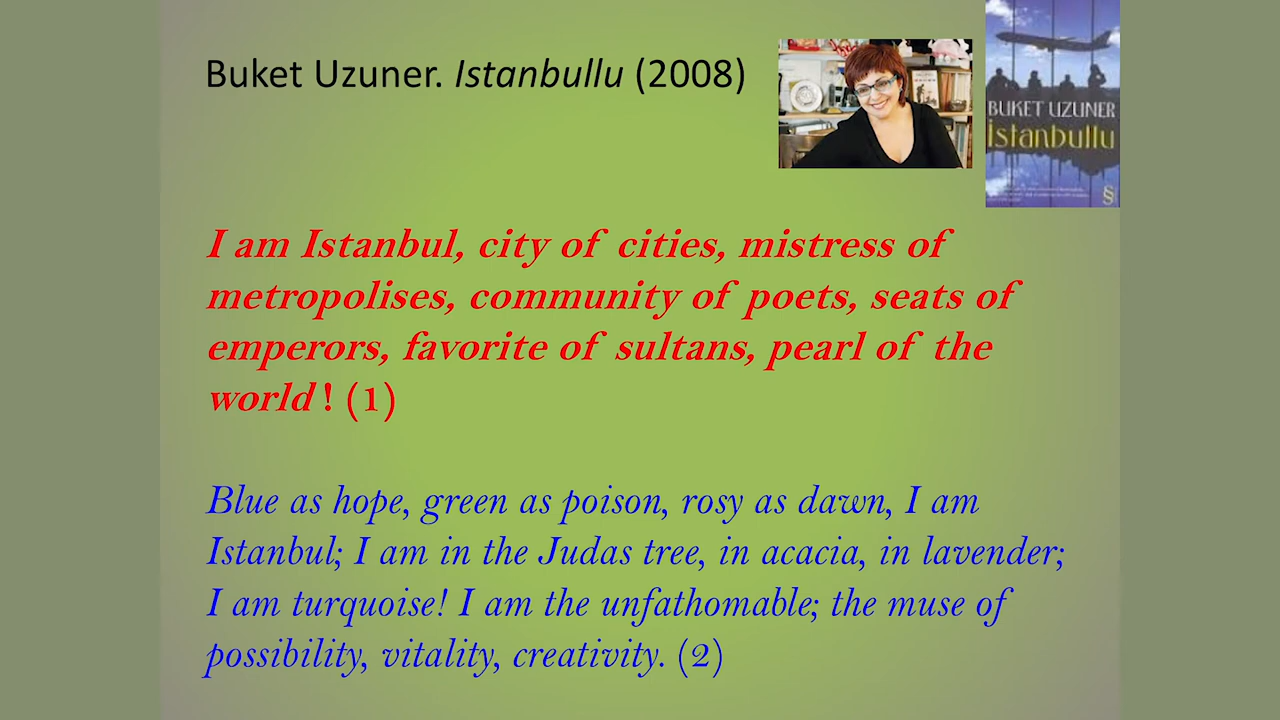 Buket Uzuner. Istanbullu (2008)
BUKET UZUNER
İstanbullu
I am Istanbul, city of cities, mistress of
metropolises, community of poets, seats of
emperors, favorite of sultans, pearl of the
world! (1)
Blue as hope, green as poison, rosy as dawn, I am
Istanbul; I am in the Judas tree, in acacia, in lavender;
I am turquoise! I am the unfathomable; the muse of
possibility, vitality, creativity. (2)